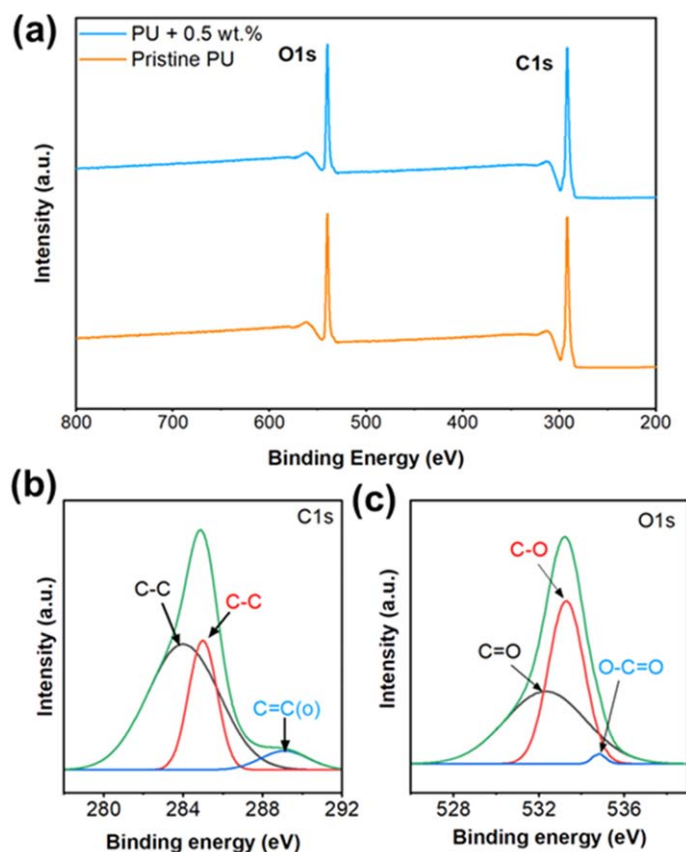 (a)
PU + 0.5 wt.%
Pristine PU
O1s
C1s
Intensity (a.u.)
800 700 600 500 400 300 200
Binding Energy (eV)
(b)
C1s
C-C
C-C
C=C(o)
Intensity (a.u.)
280 284 288 292
Binding energy (eV)
(c)
O1s
C-O
C=O
O-C=O
Intensity (a.u.)
528 532 536
Binding energy (eV)